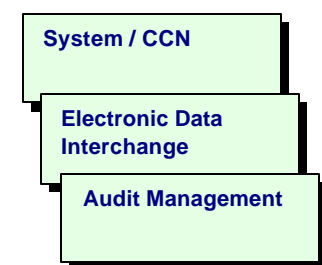 System / CCN
Electronic Data
Interchange
Audit Management